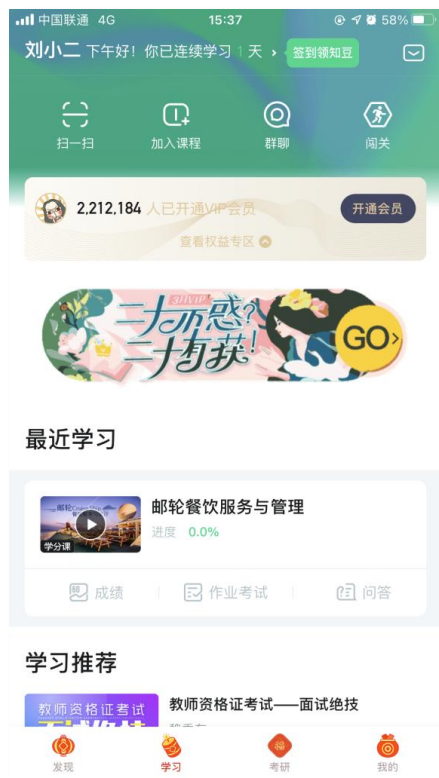 中国联通 4G 15:37 58%
刘小二 下午好！你已连续学习 1 天 › 签到领知豆
扫一扫 加入课程 群聊 闯关
2,212,184 人已开通VIP会员 开通会员
查看权益专区
二十不惑?
二十有获!
GO>
最近学习
邮轮餐饮服务与管理
进度 0.0%
学分课
成绩 作业考试 问答
学习推荐
教师资格证考试
教师资格证考试——面试绝技
发现 学习 考研 我的